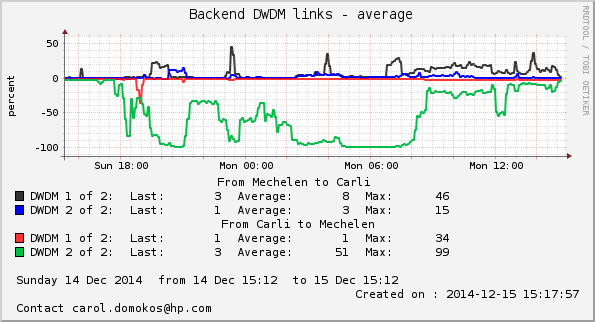 Backend DWDM links - average
RRDTOOL / TOBI OETIKER
percent
50
0
-50
-100
Sun 18:00 Mon 00:00 Mon 06:00 Mon 12:00
From Mechelen to Carli
DWDM 1 of 2: Last: 3 Average: 8 Max: 46
DWDM 2 of 2: Last: 1 Average: 3 Max: 15
From Carli to Mechelen
DWDM 1 of 2: Last: 1 Average: 1 Max: 34
DWDM 2 of 2: Last: 3 Average: 51 Max: 99
Sunday 14 Dec 2014 from 14 Dec 15:12 to 15 Dec 15:12
Created on : 2014-12-15 15:17:57
Contact carol.domokos@hp.com